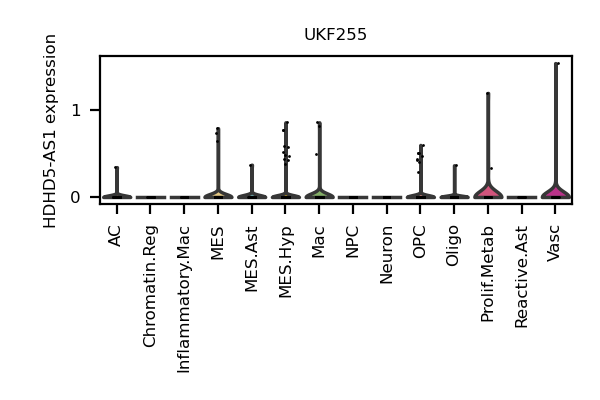 UKF255
HDHD5-AS1 expression
1
0
AC
Chromatin.Reg
Inflammatory.Mac
MES
MES.Ast
MES.Hyp
Mac
NPC
Neuron
OPC
Oligo
Prolif.Metab
Reactive.Ast
Vasc